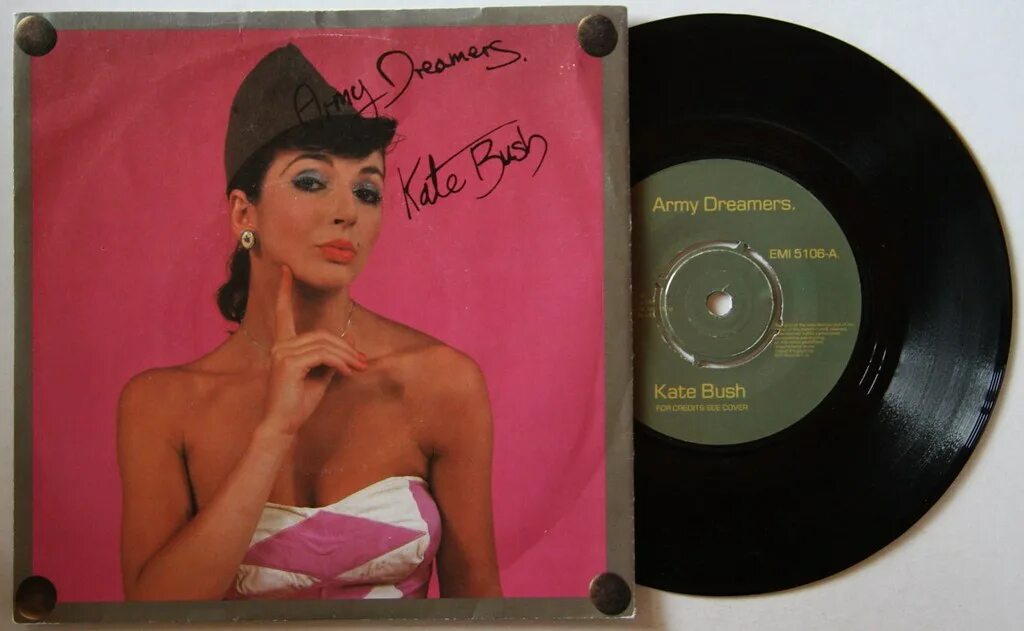 Army Dreamers.
Kate Bush
Army Dreamers.
EMI 5106-A.
Kate Bush
FOR CREDITS SEE COVER